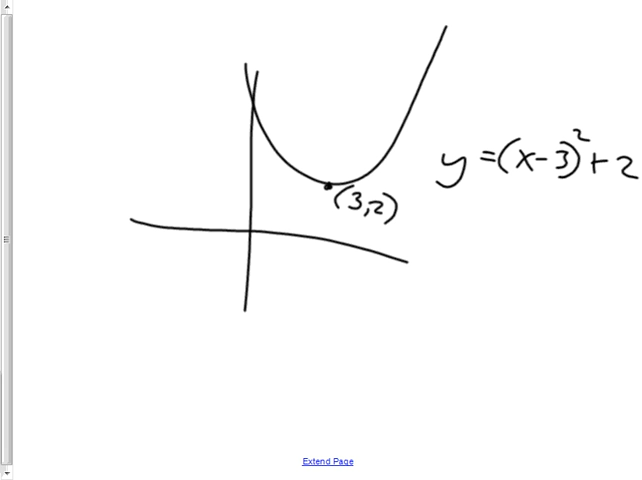 y = (x - 3)² + 2
(3,2)
Extend Page